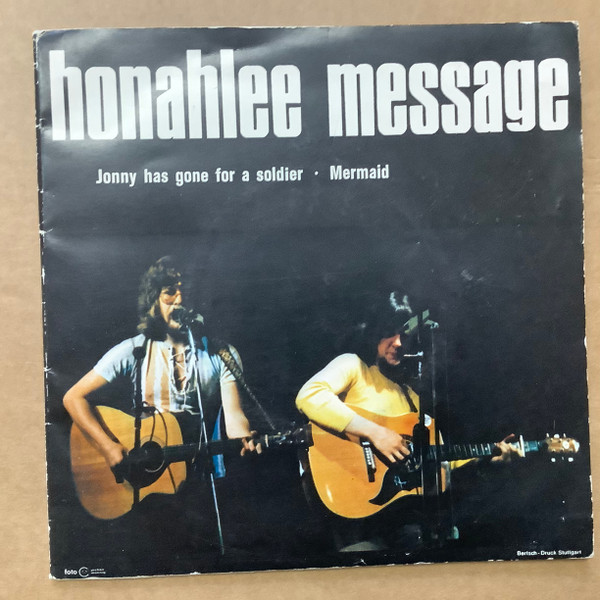 honahlee message
Jonny has gone for a soldier · Mermaid
Bertsch-Druck Stuttgart
foto